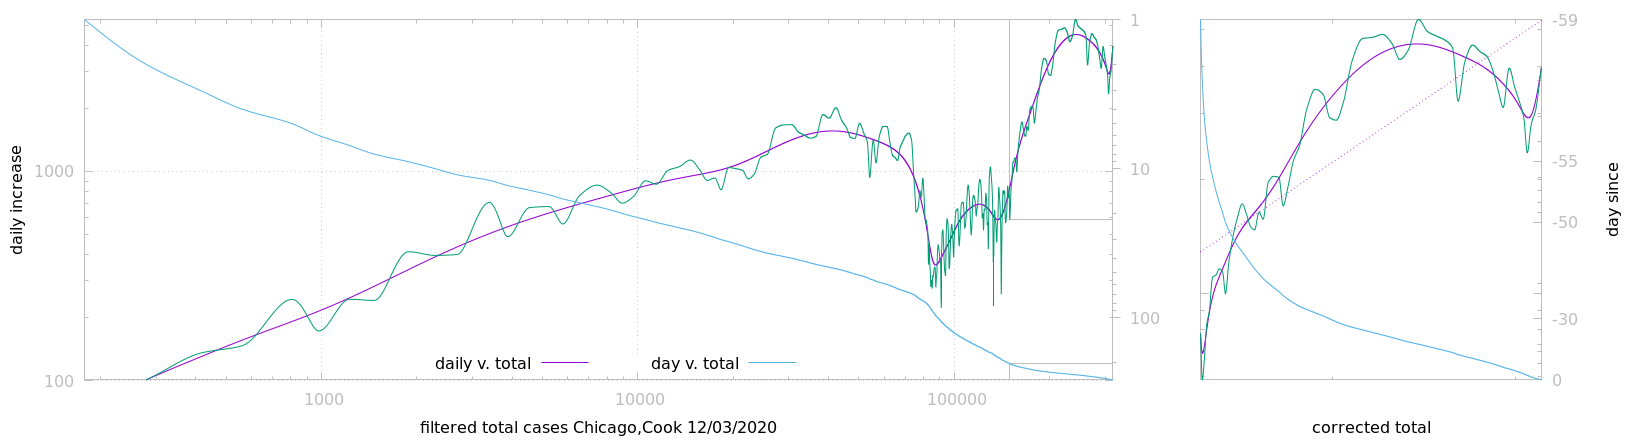 daily increase
1000
100
1
10
100
daily v. total
day v. total
1000
10000
100000
filtered total cases Chicago,Cook 12/03/2020
-59
-55
-50
-30
0
day since
corrected total